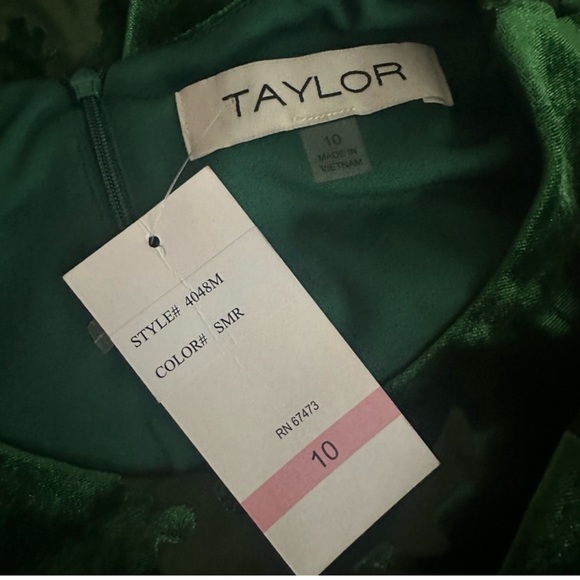 TAYLOR
10
MADE IN
VIETNAM
STYLE# 4048M
COLOR# SMR
RN 67473
10